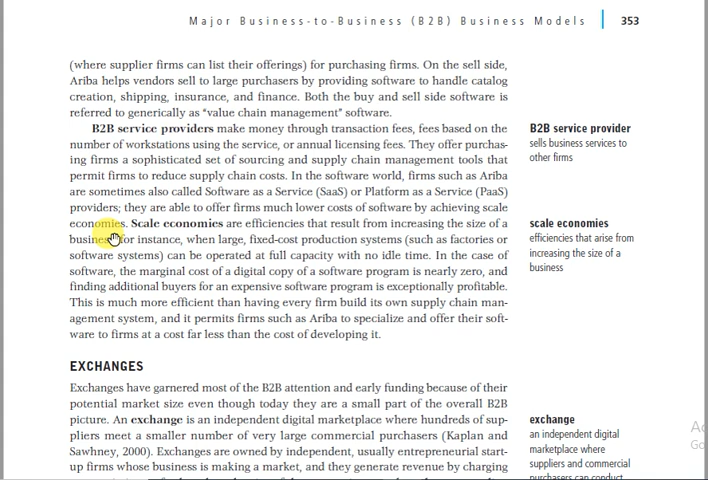 Major Business-to-Business (B2B) Business Models 353
(where supplier firms can list their offerings) for purchasing firms. On the sell side,
Ariba helps vendors sell to large purchasers by providing software to handle catalog
creation, shipping, insurance, and finance. Both the buy and sell side software is
referred to generically as "value chain management" software.
B2B service providers make money through transaction fees, fees based on the
number of workstations using the service, or annual licensing fees. They offer purchas-
ing firms a sophisticated set of sourcing and supply chain management tools that
permit firms to reduce supply chain costs. In the software world, firms such as Ariba
are sometimes also called Software as a Service (SaaS) or Platform as a Service (PaaS)
providers; they are able to offer firms much lower costs of software by achieving scale
economies. Scale economies are efficiencies that result from increasing the size of a
business, for instance, when large, fixed-cost production systems (such as factories or
software systems) can be operated at full capacity with no idle time. In the case of
software, the marginal cost of a digital copy of a software program is nearly zero, and
finding additional buyers for an expensive software program is exceptionally profitable.
This is much more efficient than having every firm build its own supply chain man-
agement system, and it permits firms such as Ariba to specialize and offer their soft-
ware to firms at a cost far less than the cost of developing it.
EXCHANGES
Exchanges have garnered most of the B2B attention and early funding because of their
potential market size even though today they are a small part of the overall B2B
picture. An exchange is an independent digital marketplace where hundreds of sup-
pliers meet a smaller number of very large commercial purchasers (Kaplan and
Sawhney, 2000). Exchanges are owned by independent, usually entrepreneurial start-
up firms whose business is making a market, and they generate revenue by charging
B2B service provider
sells business services to
other firms
scale economies
efficiencies that arise from
increasing the size of a
business
exchange
an independent digital
marketplace where
suppliers and commercial
purchasers can conduct